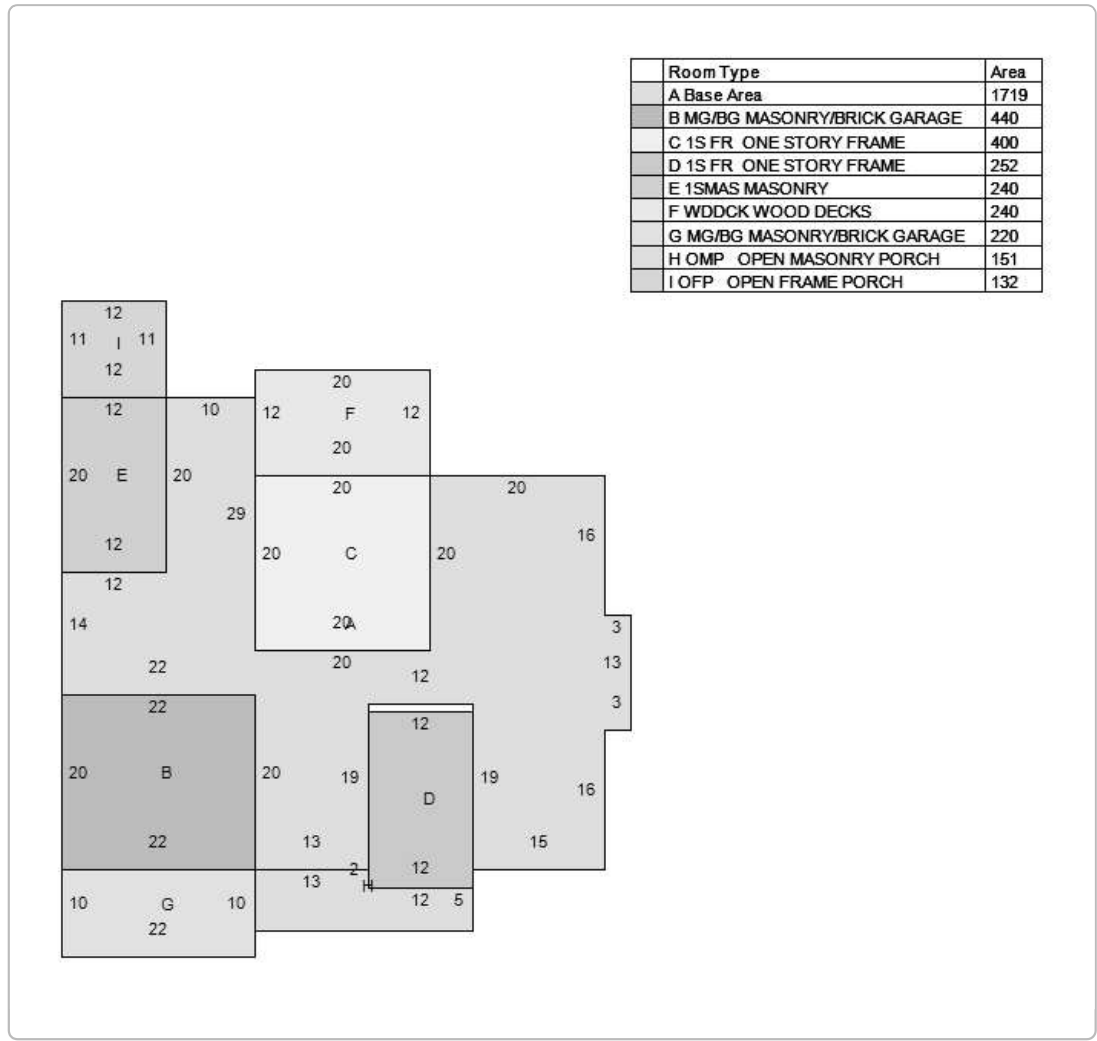 Room Type Area
A Base Area 1719
B MG/BG MASONRY/BRICK GARAGE 440
C 1S FR ONE STORY FRAME 400
D 1S FR ONE STORY FRAME 252
E 1SMAS MASONRY 240
F WDDCK WOOD DECKS 240
G MG/BG MASONRY/BRICK GARAGE 220
H OMP OPEN MASONRY PORCH 151
I OFP OPEN FRAME PORCH 132
12
11 I 11
12
20
12 10 12 F 12
20
20 E 20
20 20
29
16
12
20 C 20
12
14
20 A
3
22
20
13
12
3
22
12
20 B 20
19 19
D
16
22 13 15
2 12
13
H
10 G 10
12 5
22